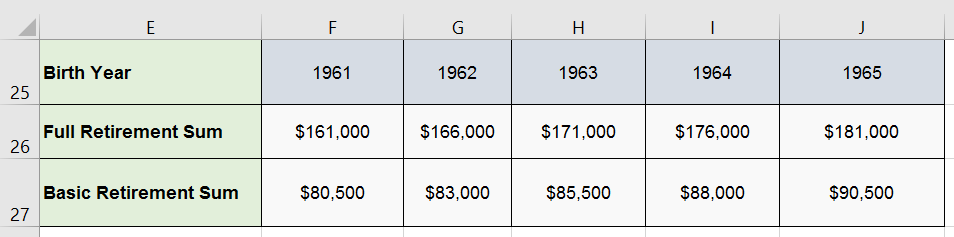 E F G H I J
25 Birth Year 1961 1962 1963 1964 1965
26 Full Retirement Sum $161,000 $166,000 $171,000 $176,000 $181,000
27 Basic Retirement Sum $80,500 $83,000 $85,500 $88,000 $90,500